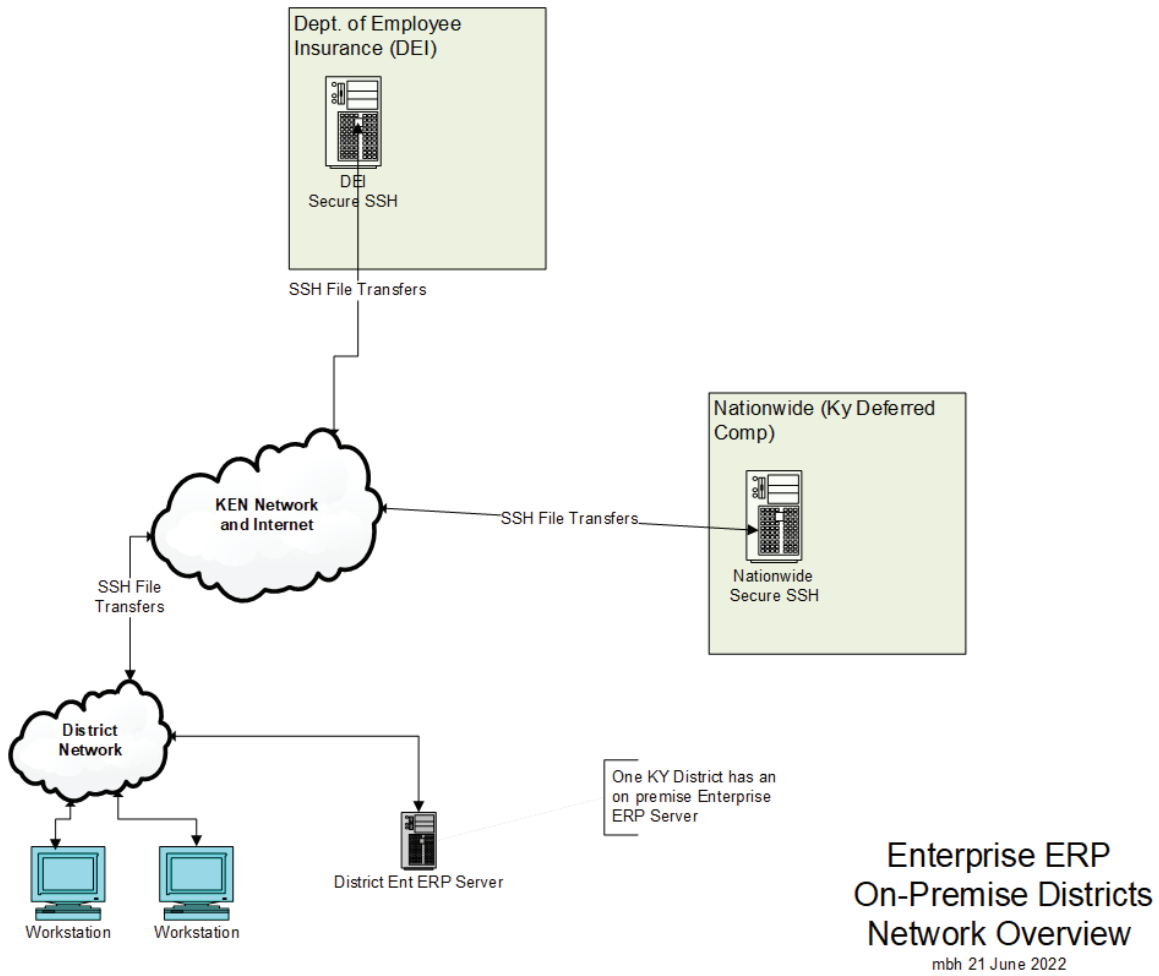 Dept. of Employee
Insurance (DEI)
DEI
Secure SSH
SSH File Transfers
Nationwide (Ky Deferred
Comp)
KEN Network
and Internet
SSH File Transfers
Nationwide
Secure SSH
SSH File
Transfers
District
Network
One KY District has an
on premise Enterprise
ERP Server
District Ent ERP Server
Workstation
Workstation
Enterprise ERP
On-Premise Districts
Network Overview
mbh 21 June 2022